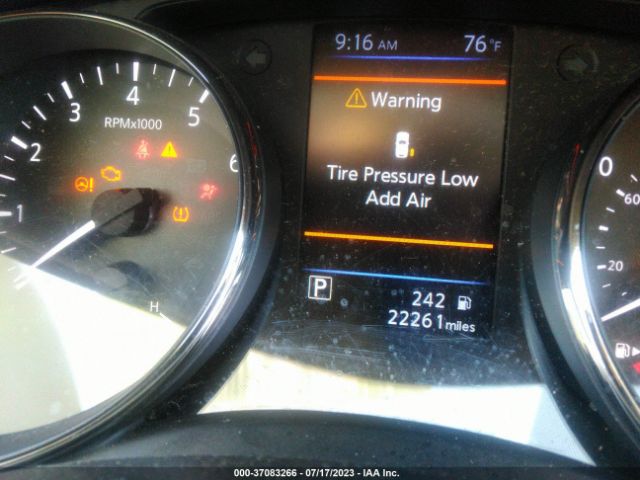 9:16 AM 76°F
Warning
Tire Pressure Low
Add Air
P
242
22261 miles
1
2
3
4
5
6
RPMx1000
H
0
20
60
000-37083266 - 07/17/2023 - IAA Inc.